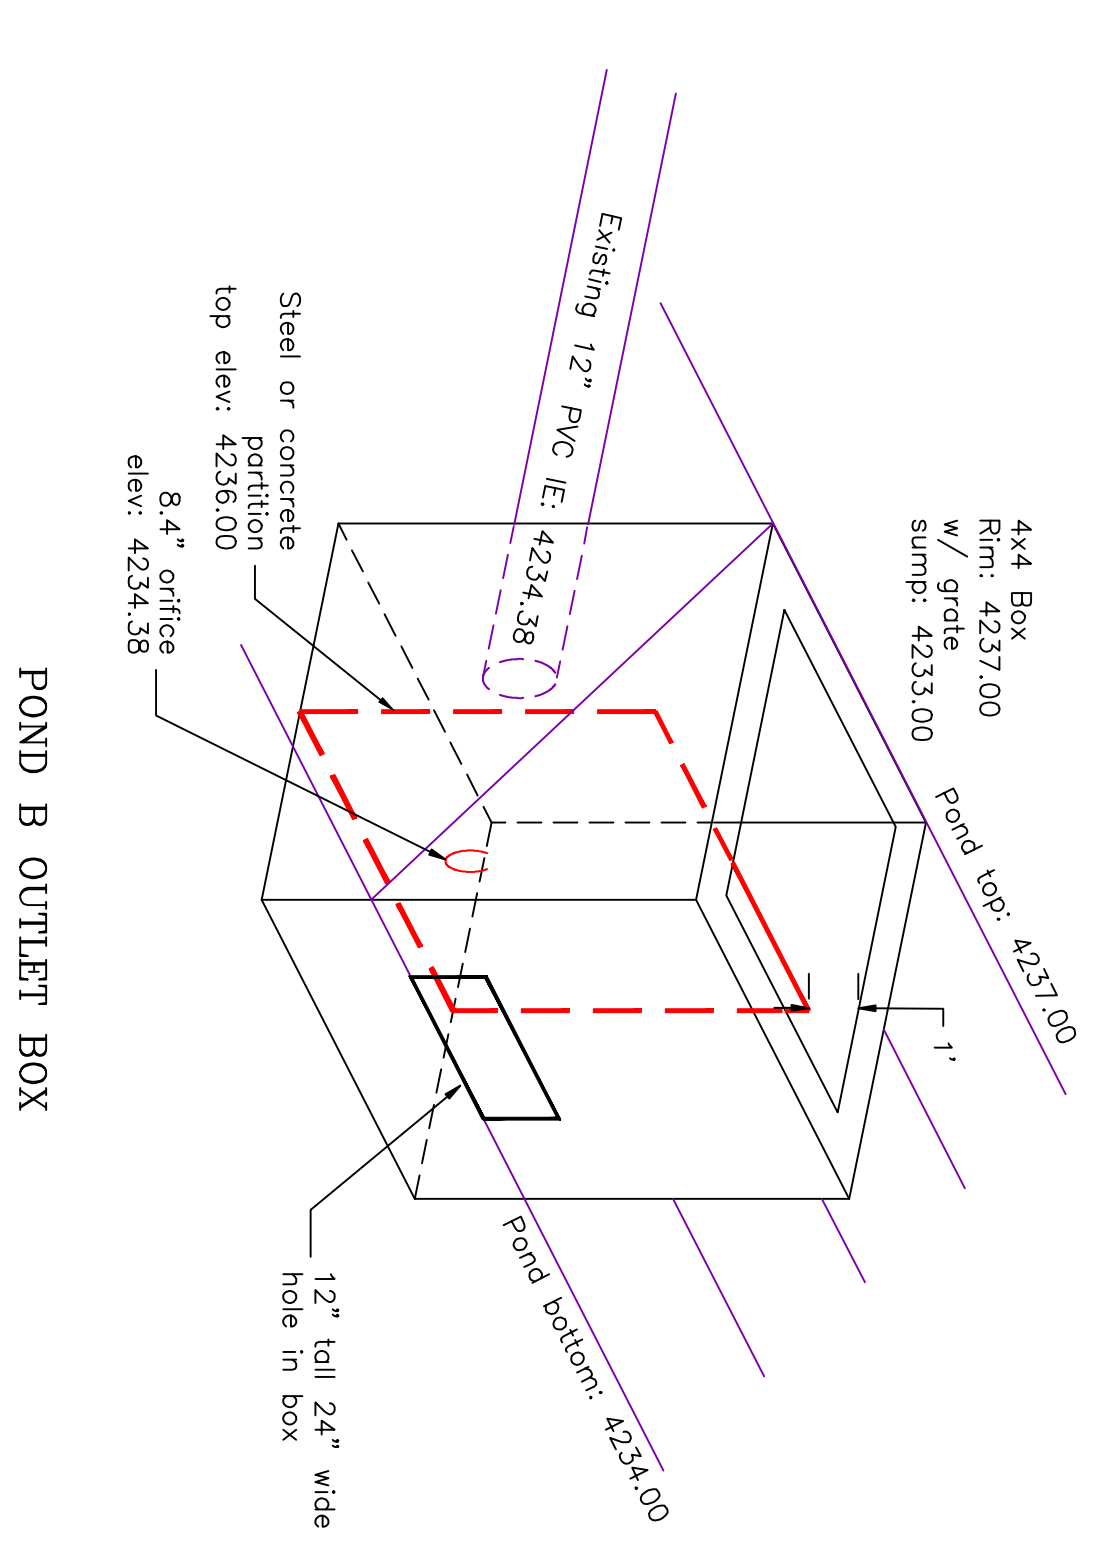 4x4 Box
Rim: 4237.00
w/ grate
sump: 4233.00
Pond top: 4237.00
1'
Existing 12" PVC IE: 4234.38
Steel or concrete
partition
top elev: 4236.00
8.4" orifice
elev: 4234.38
12" tall 24" wide
hole in box
Pond bottom: 4234.00
POND B OUTLET BOX